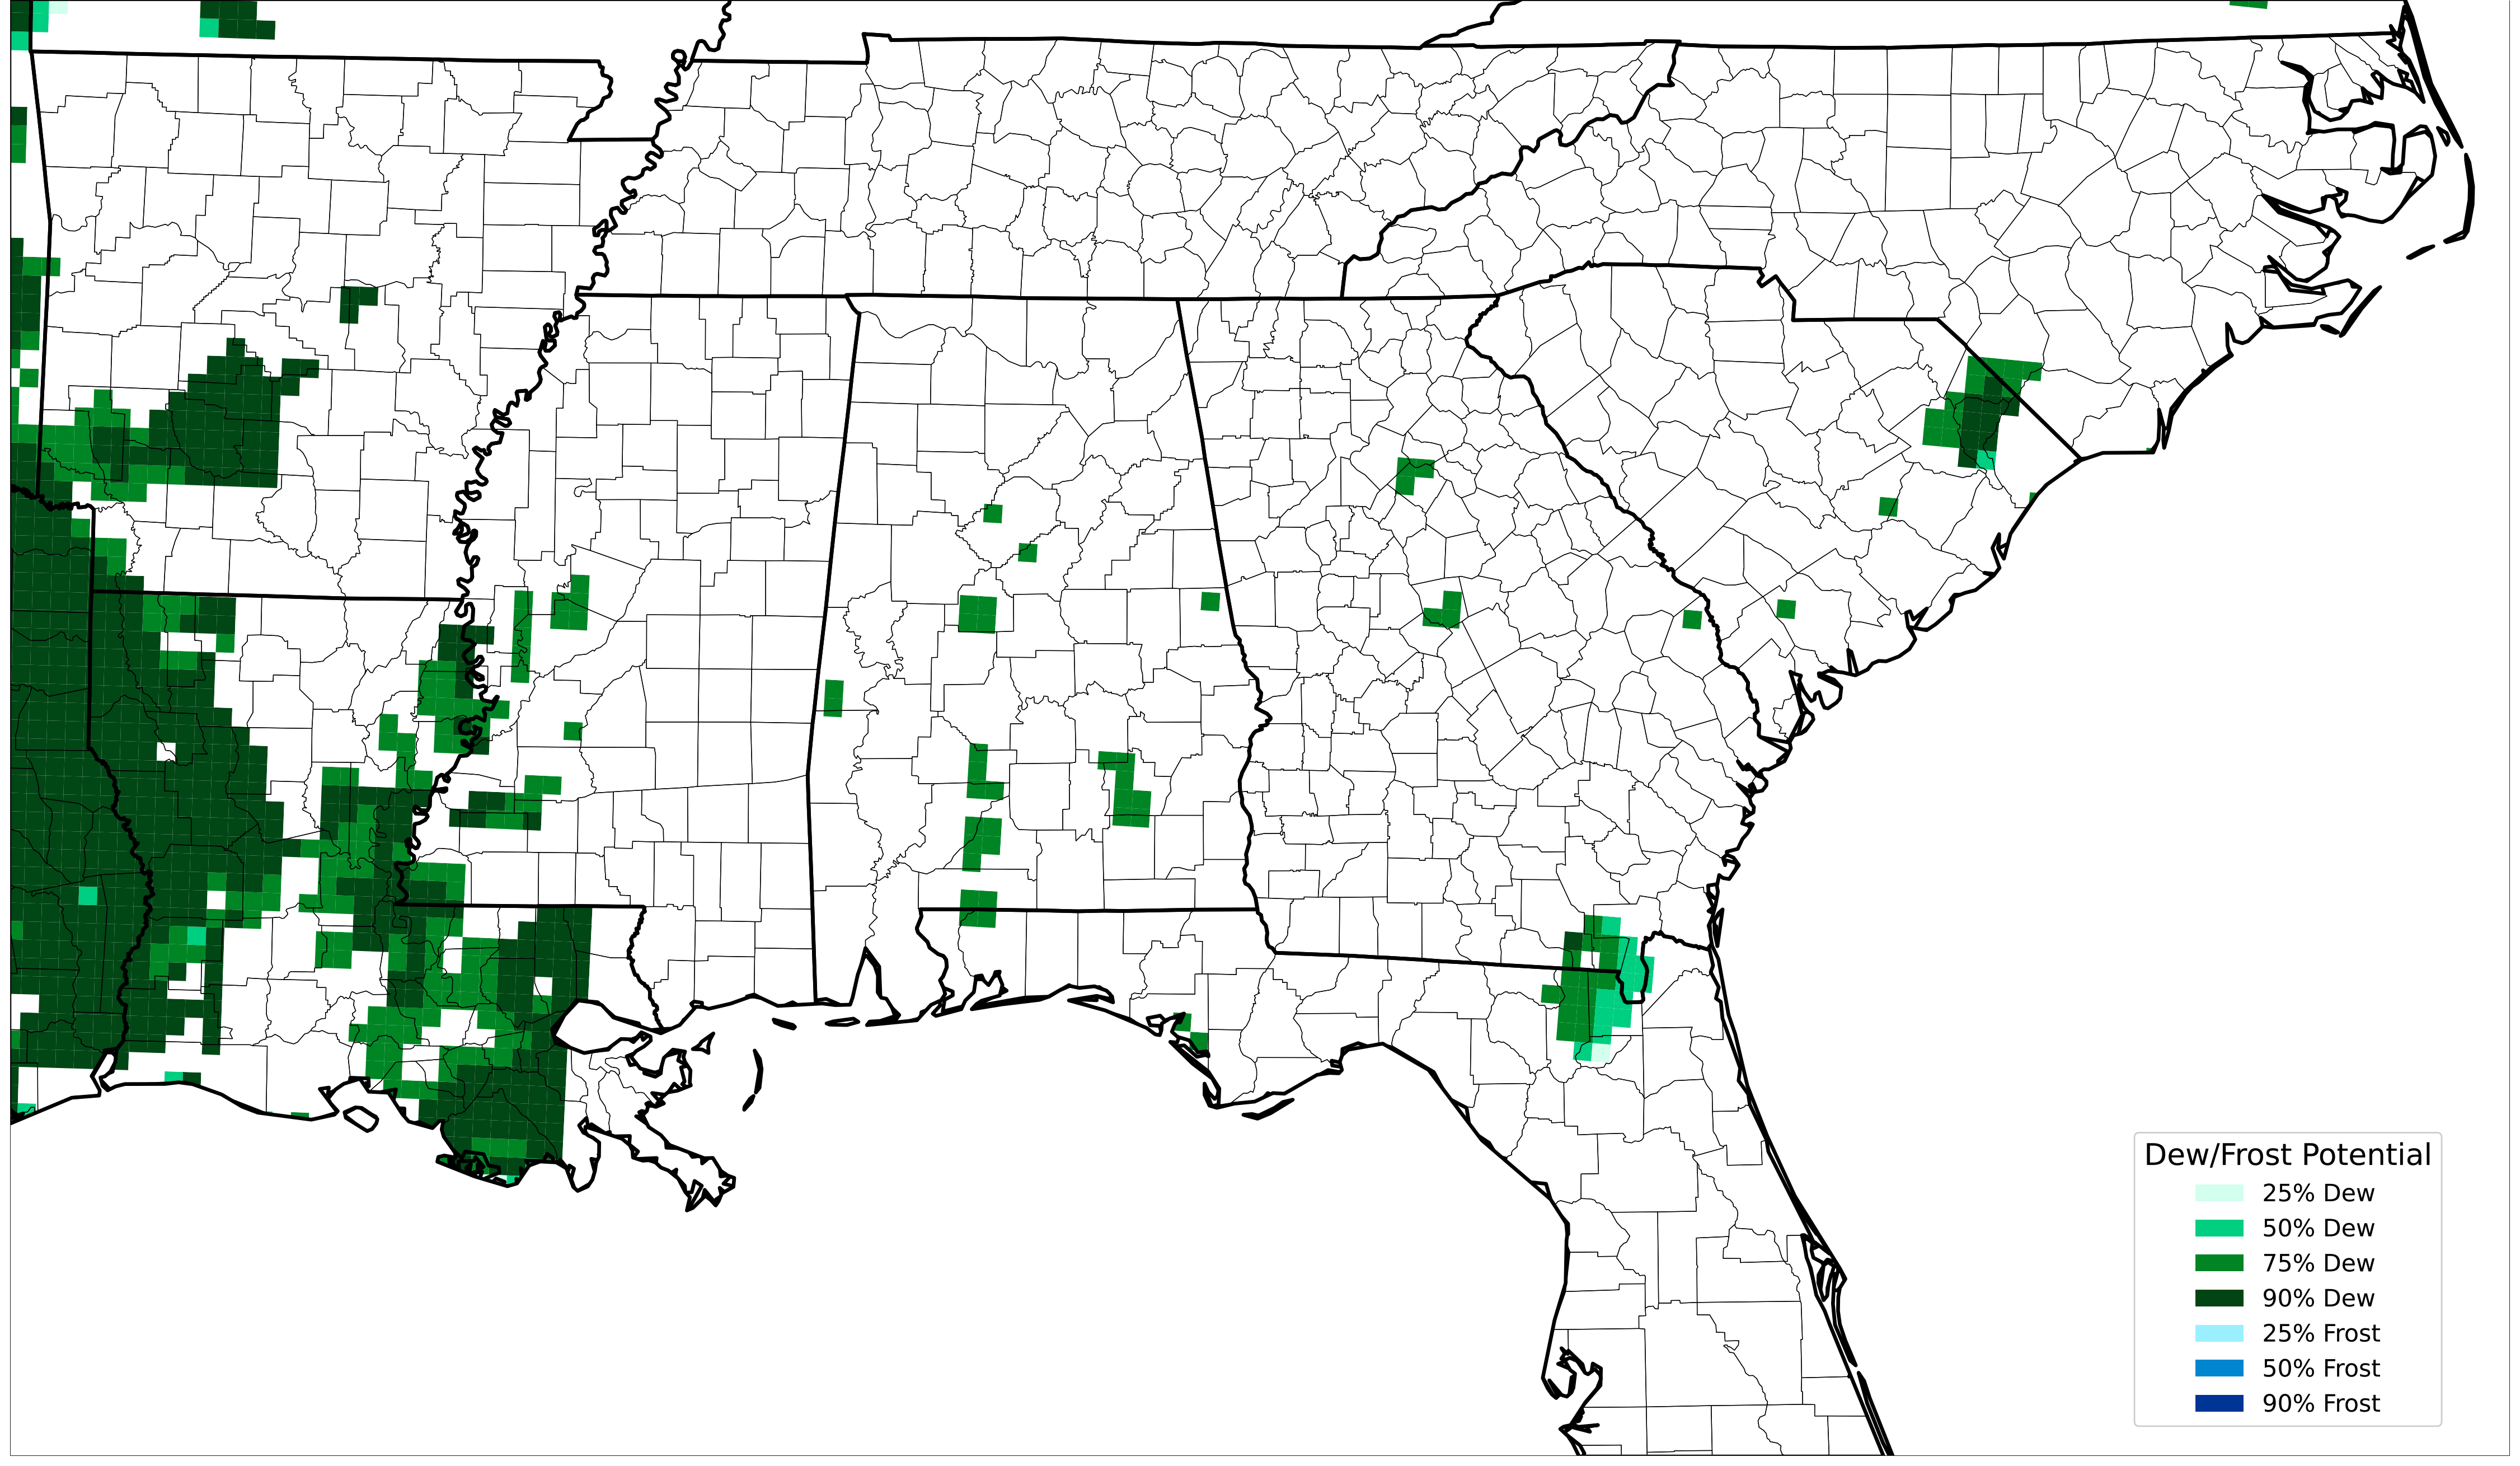 Dew/Frost Potential
25% Dew
50% Dew
75% Dew
90% Dew
25% Frost
50% Frost
90% Frost